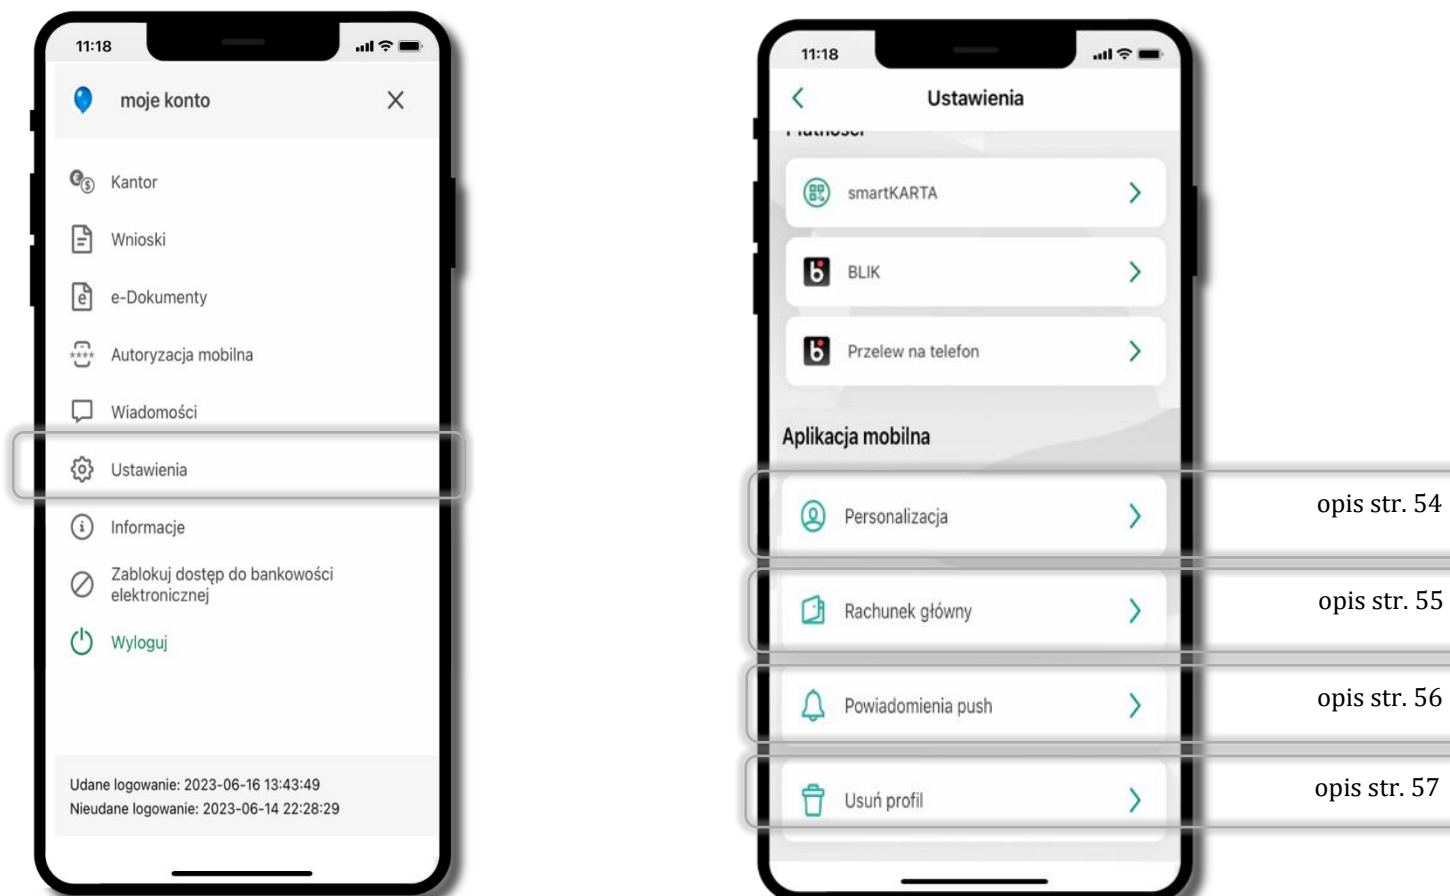 11:18
moje konto
Kantor
Wnioski
e-Dokumenty
Autoryzacja mobilna
Wiadomości
Ustawienia
Informacje
Zablokuj dostęp do bankowości
elektronicznej
Wyloguj
Udane logowanie: 2023-06-16 13:43:49
Nieudane logowanie: 2023-06-14 22:28:29
11:18
Ustawienia
Płatności
smartKARTA
BLIK
Przelew na telefon
Aplikacja mobilna
Personalizacja
opis str. 54
Rachunek główny
opis str. 55
Powiadomienia push
opis str. 56
Usuń profil
opis str. 57